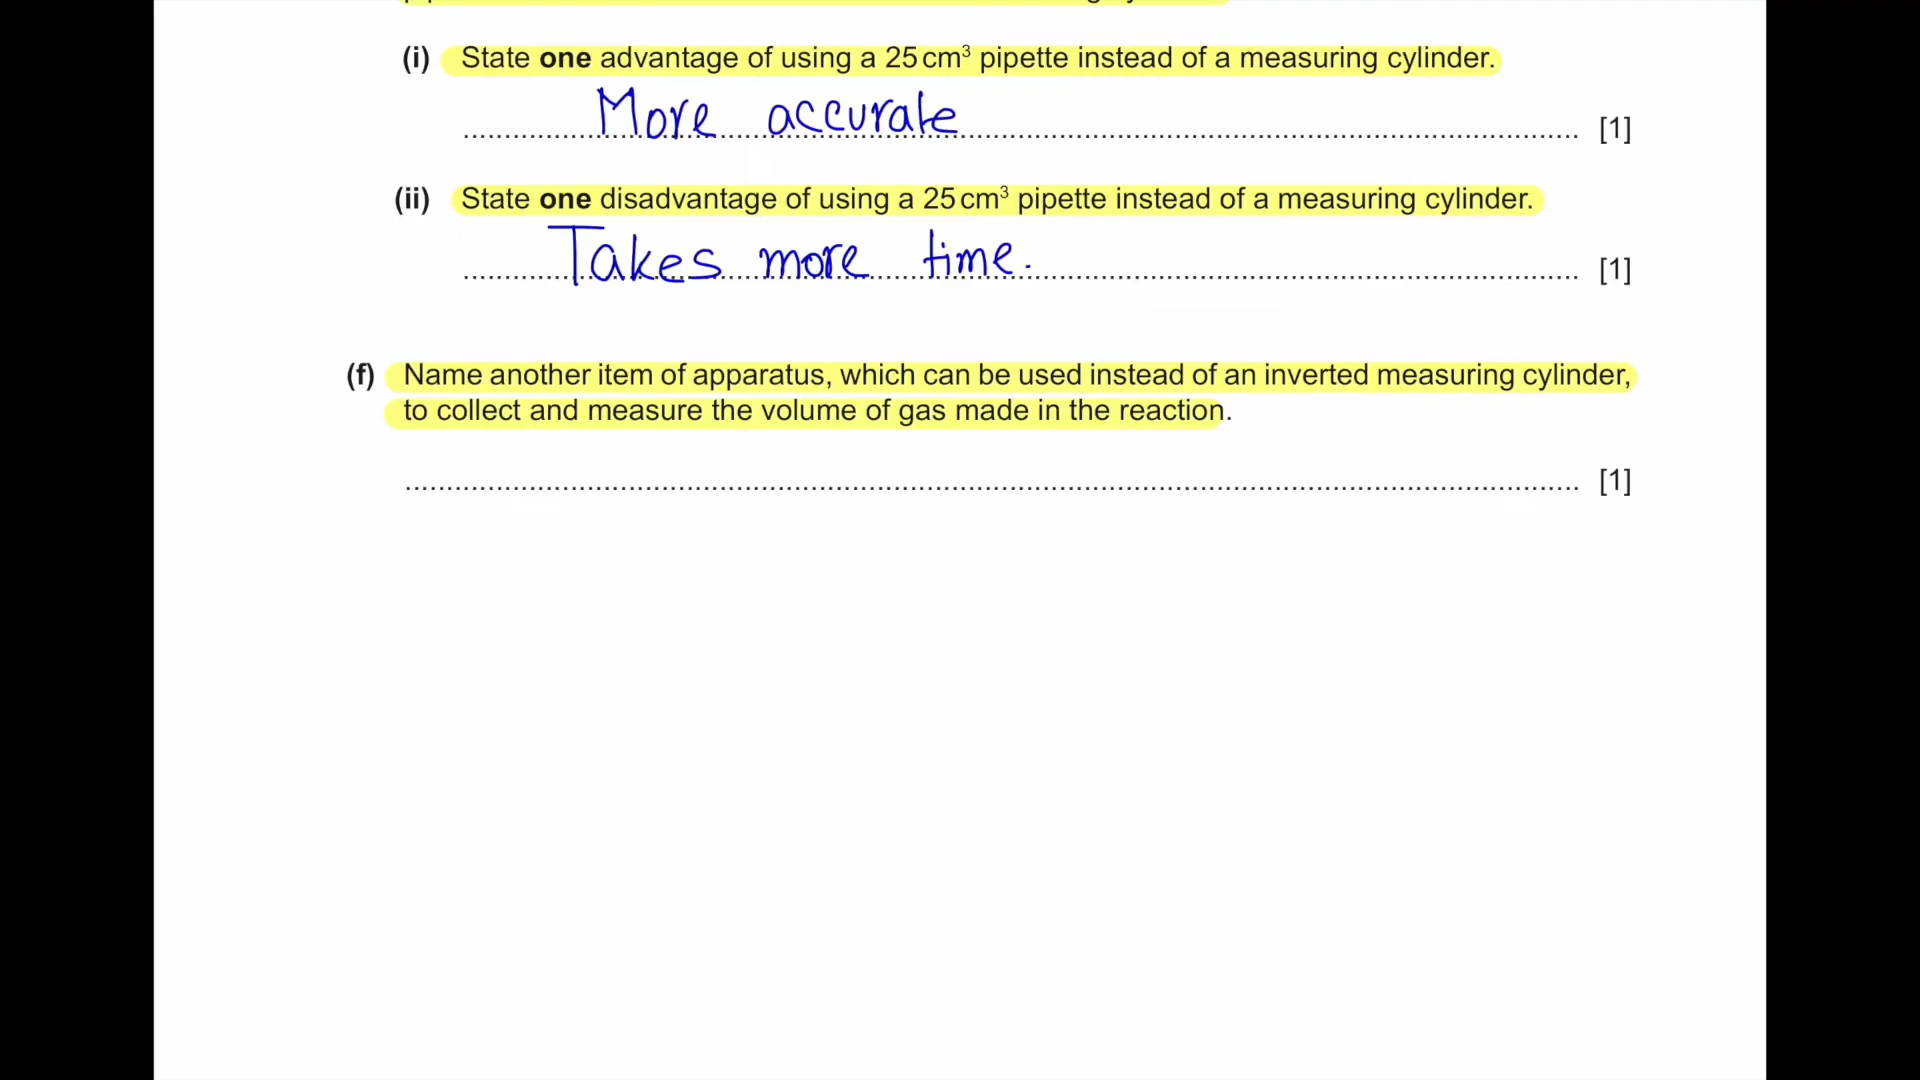 (i) State one advantage of using a 25 cm³ pipette instead of a measuring cylinder.
More accurate
[1]
(ii) State one disadvantage of using a 25 cm³ pipette instead of a measuring cylinder.
Takes more time.
[1]
(f) Name another item of apparatus, which can be used instead of an inverted measuring cylinder,
to collect and measure the volume of gas made in the reaction.
[1]